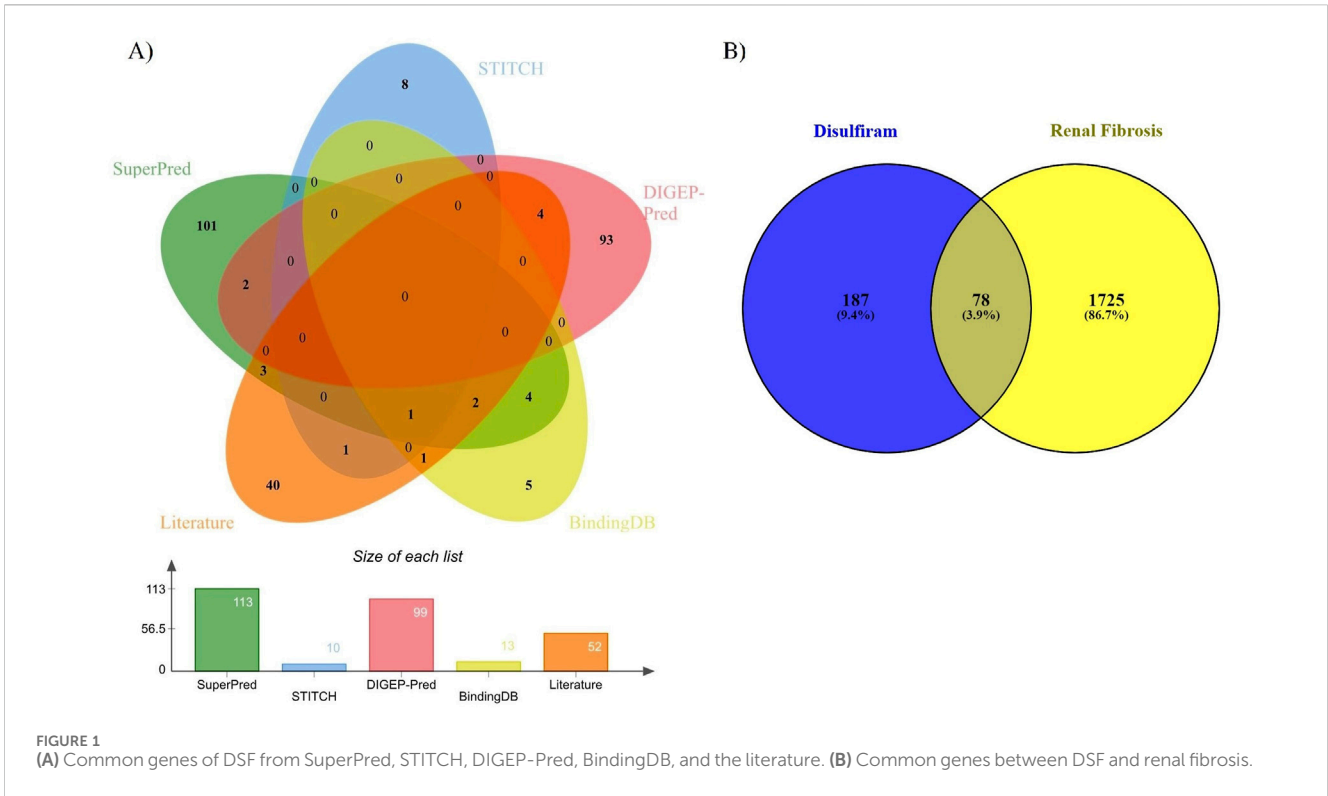 A)
B)
STITCH
8
Disulfiram
Renal Fibrosis
0
0
SuperPred
0
0
0
0
DIGEP-
Pred
0
0
4
101
93
0
0
2
0
187
(9.4%)
78
(3.9%)
1725
(86.7%)
0
0
0
0
0
0
3
0
4
2
1
1
0
1
40
5
Literature
BindingDB
Size of each list
113
56.5
0
113
10
99
13
52
SuperPred
STITCH
DIGEP-Pred
BindingDB
Literature
FIGURE 1
(A) Common genes of DSF from SuperPred, STITCH, DIGEP-Pred, BindingDB, and the literature. (B) Common genes between DSF and renal fibrosis.